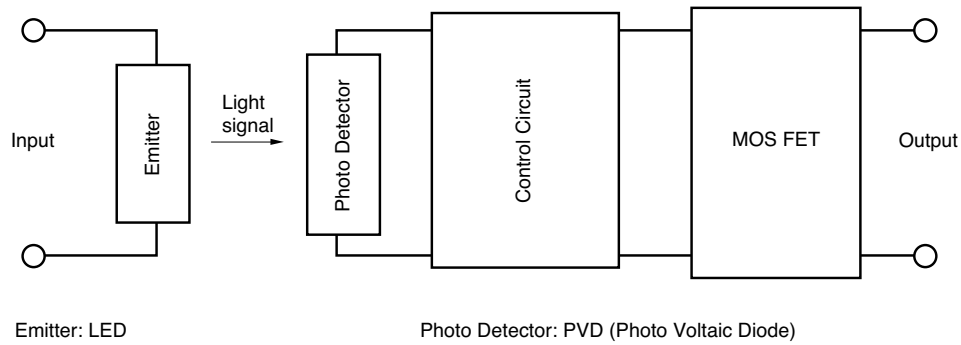 Input
Emitter
Light
signal
Photo Detector
Control Circuit
MOS FET
Output
Emitter: LED
Photo Detector: PVD (Photo Voltaic Diode)